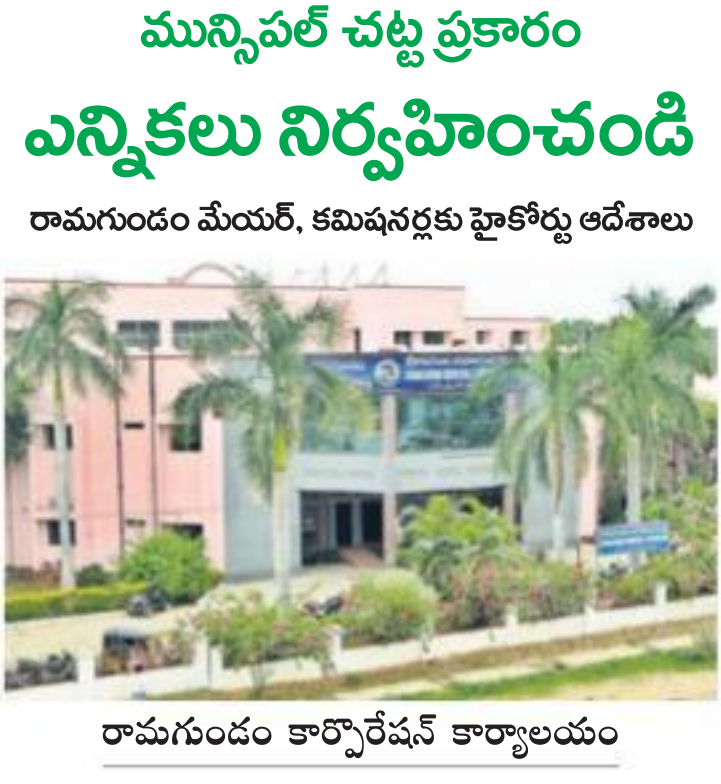 మున్సిపల్ చట్ట ప్రకారం
ఎన్నికలు నిర్వహించండి
రామగుండం మేయర్, కమిషనర్లకు హైకోర్టు ఆదేశాలు
రామగుండం కార్పొరేషన్ కార్యాలయం